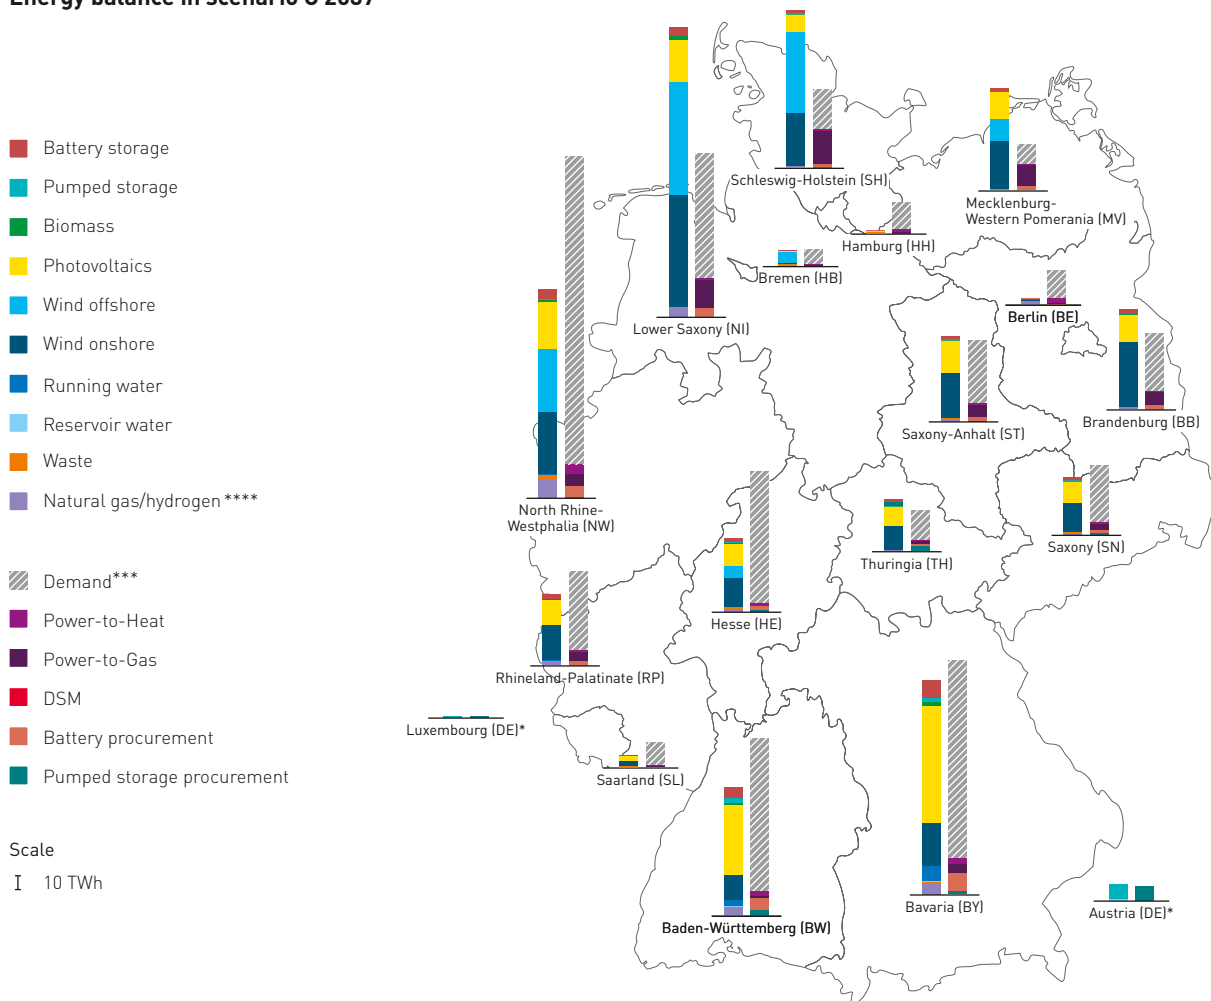 Energy balance in scenario C 2037
Battery storage
Pumped storage
Biomass
Photovoltaics
Wind offshore
Wind onshore
Running water
Reservoir water
Waste
Natural gas/hydrogen ****
Demand***
Power-to-Heat
Power-to-Gas
DSM
Battery procurement
Pumped storage procurement
Scale
10 TWh
Schleswig-Holstein (SH)
Mecklenburg-
Western Pomerania (MV)
Hamburg (HH)
Bremen (HB)
Lower Saxony (NI)
Berlin (BE)
Brandenburg (BB)
Saxony-Anhalt (ST)
North Rhine-
Westphalia (NW)
Saxony (SN)
Thuringia (TH)
Hesse (HE)
Rhineland-Palatinate (RP)
Luxembourg (DE)*
Saarland (SL)
Bavaria (BY)
Austria (DE)*
Baden-Württemberg (BW)